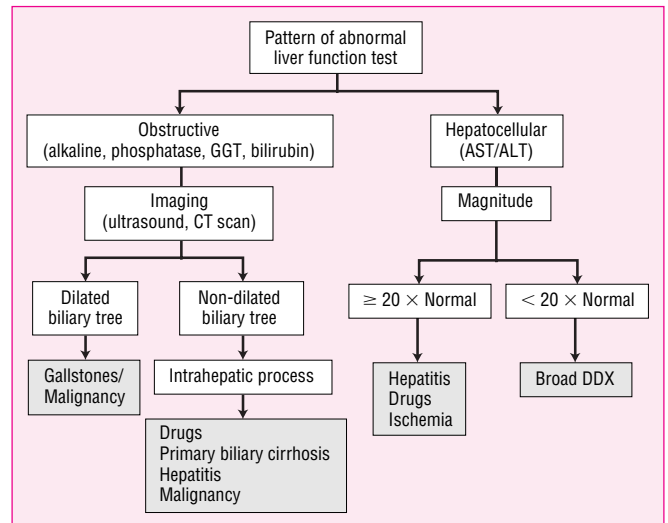 Pattern of abnormal
liver function test
Obstructive
(alkaline, phosphatase, GGT, bilirubin)
Hepatocellular
(AST/ALT)
Imaging
(ultrasound, CT scan)
Magnitude
Dilated
biliary tree
Non-dilated
biliary tree
≥ 20 × Normal
< 20 × Normal
Gallstones/
Malignancy
Intrahepatic process
Hepatitis
Drugs
Ischemia
Broad DDX
Drugs
Primary biliary cirrhosis
Hepatitis
Malignancy